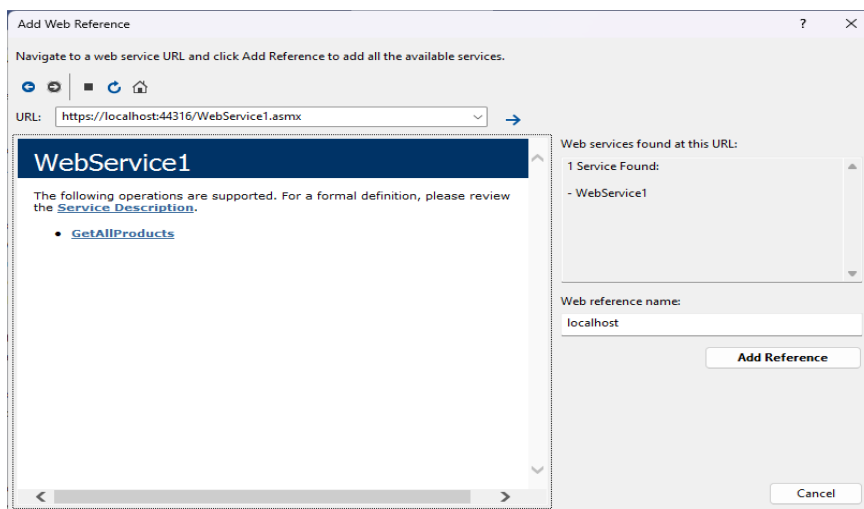 Add Web Reference
?
Navigate to a web service URL and click Add Reference to add all the available services.
URL:
https://localhost:44316/WebService1.asmx
WebService1
The following operations are supported. For a formal definition, please review
the Service Description.
• GetAllProducts
Web services found at this URL:
1 Service Found:
- WebService1
Web reference name:
localhost
Add Reference
Cancel